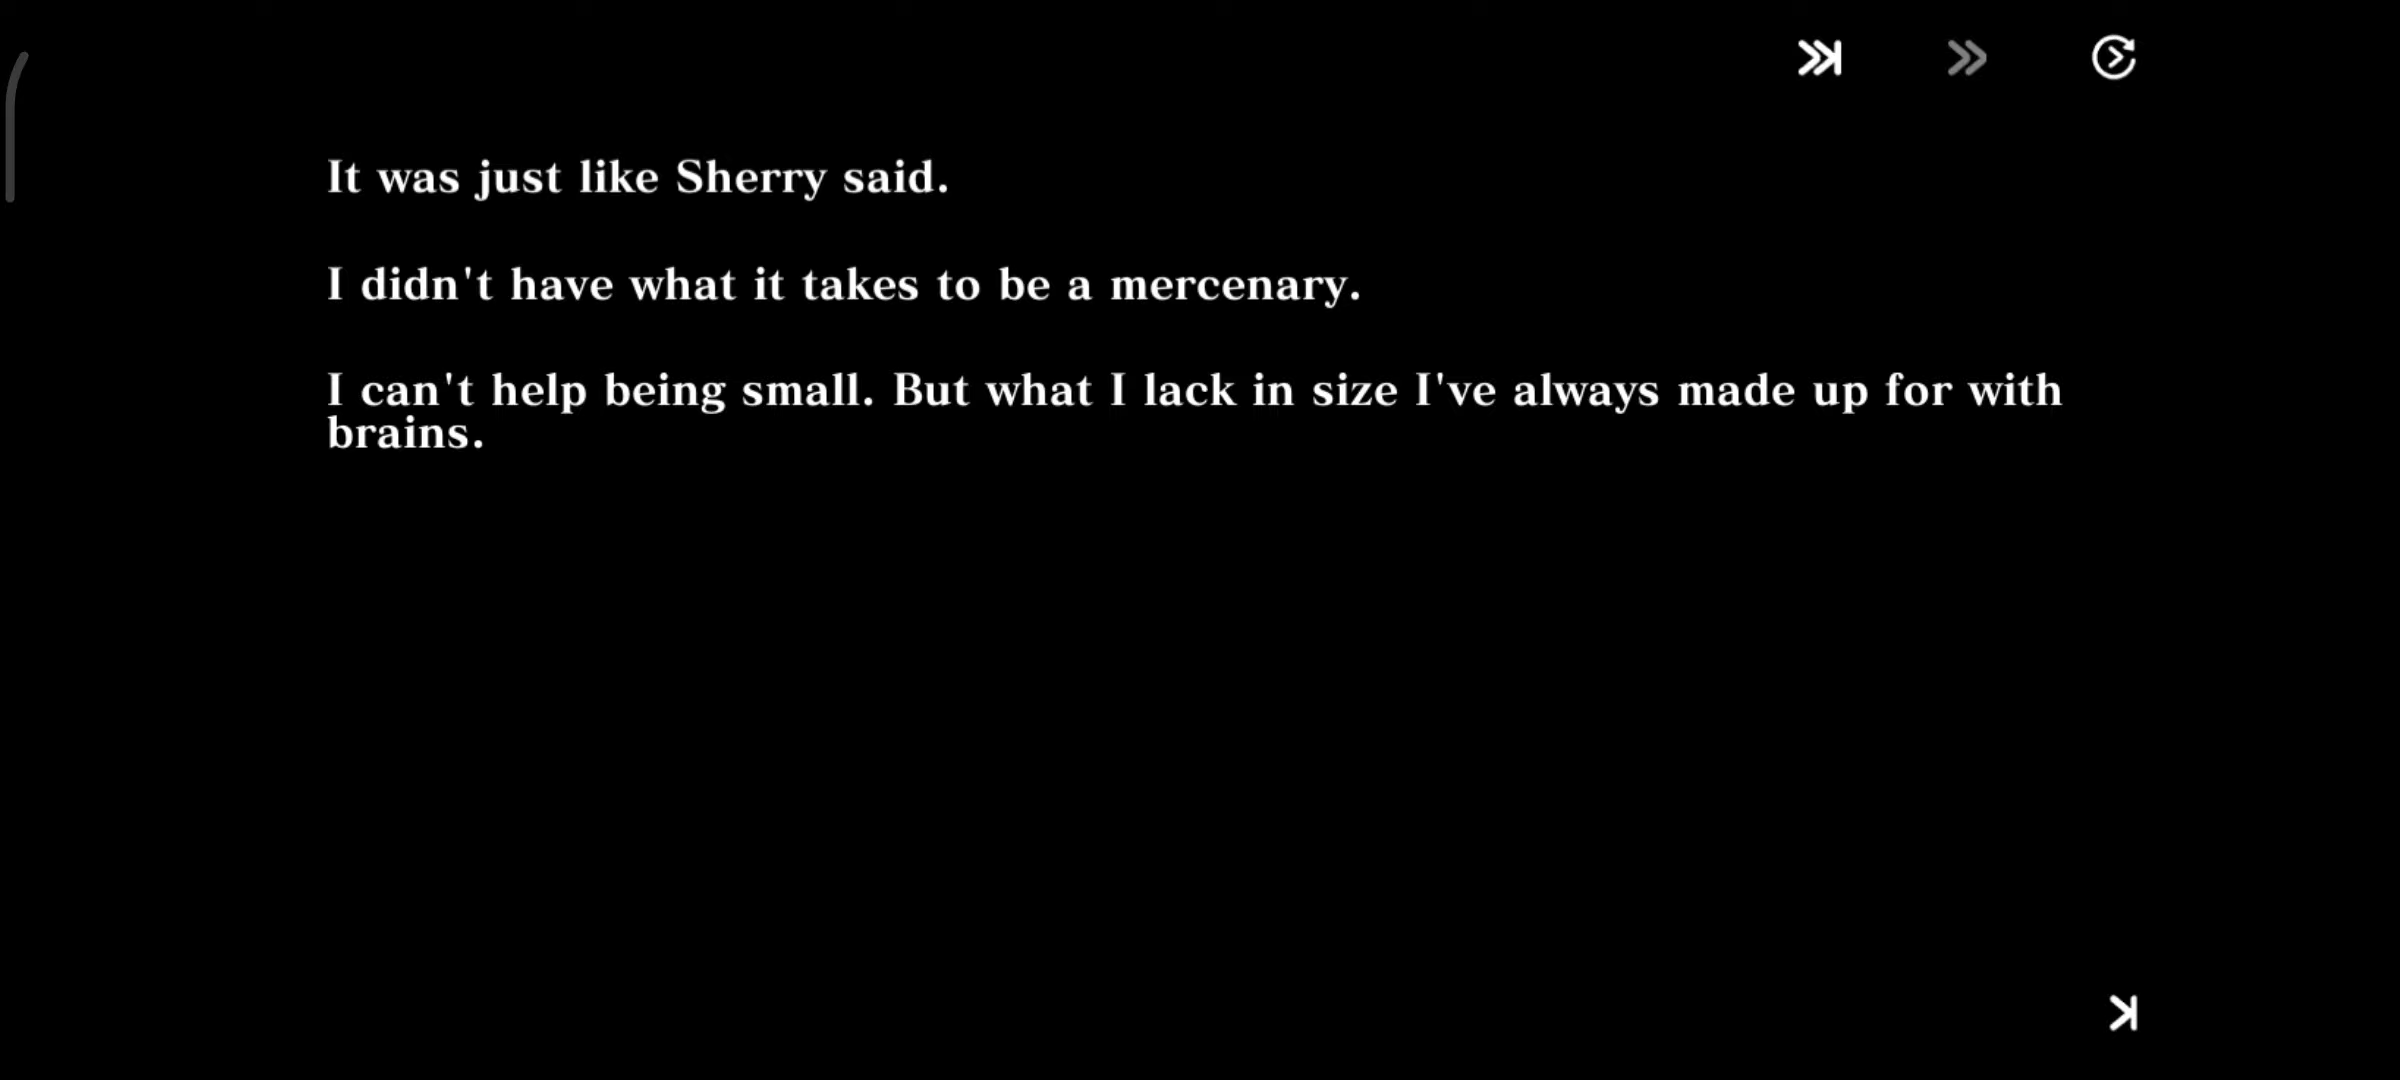 It was just like Sherry said.
I didn't have what it takes to be a mercenary.
I can't help being small. But what I lack in size I've always made up for with
brains.